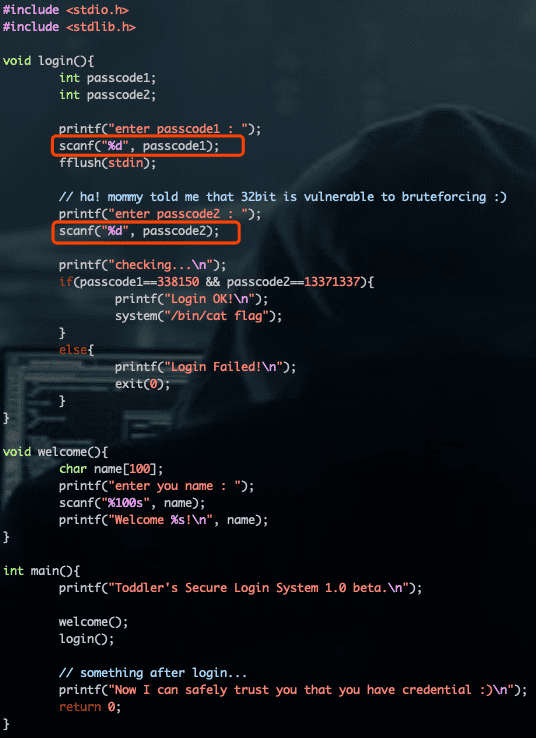 #include <stdio.h>
#include <stdlib.h>
void login(){
int passcode1;
int passcode2;
printf("enter passcode1 : ");
scanf("%d", passcode1);
fflush(stdin);
// ha! mommy told me that 32bit is vulnerable to bruteforcing :)
printf("enter passcode2 : ");
scanf("%d", passcode2);
printf("checking...\n");
if(passcode1==338150 && passcode2==13371337){
printf("Login OK!\n");
system("/bin/cat flag");
}
else{
printf("Login Failed!\n");
exit(0);
}
}
void welcome(){
char name[100];
printf("enter you name : ");
scanf("%100s", name);
printf("Welcome %s!\n", name);
}
int main(){
printf("Toddler's Secure Login System 1.0 beta.\n");
welcome();
login();
// something after login...
printf("Now I can safely trust you that you have credential :)\n");
return 0;
}